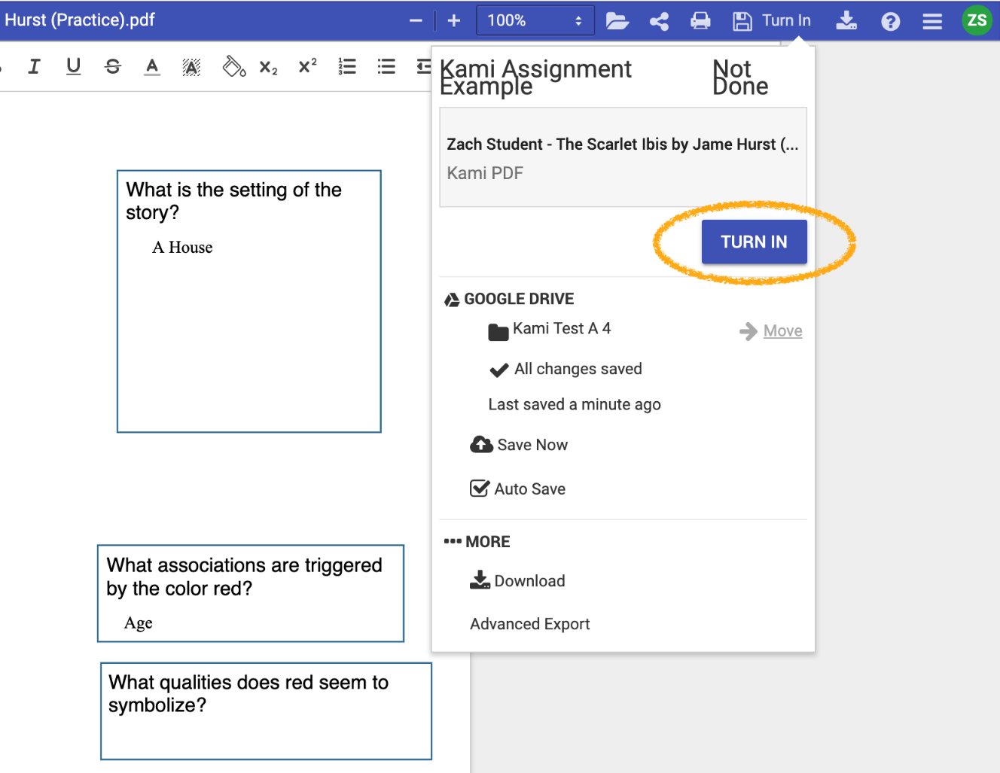 Hurst (Practice).pdf
100%
Turn In
ZS
I U S A A X₂ X²
Kami Assignment Example
Not Done
Zach Student - The Scarlet Ibis by Jame Hurst (...
Kami PDF
TURN IN
GOOGLE DRIVE
Kami Test A 4
Move
All changes saved
Last saved a minute ago
Save Now
Auto Save
MORE
Download
Advanced Export
What is the setting of the
story?
A House
What associations are triggered
by the color red?
Age
What qualities does red seem to
symbolize?